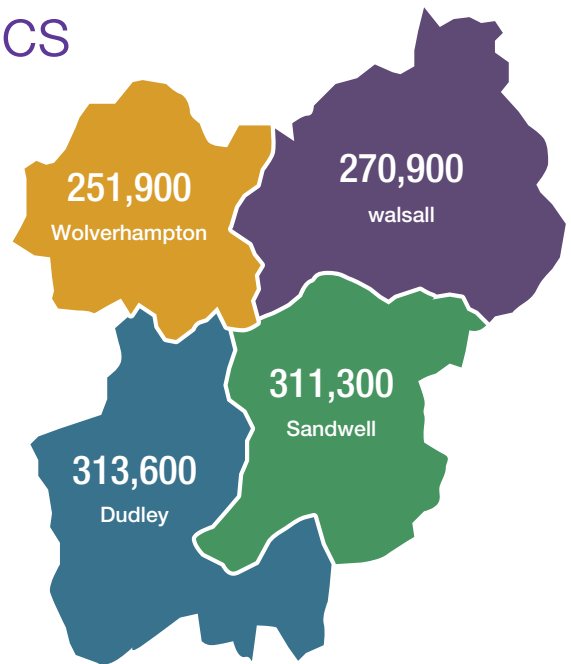 CS
251,900
Wolverhampton
270,900
walsall
311,300
Sandwell
313,600
Dudley